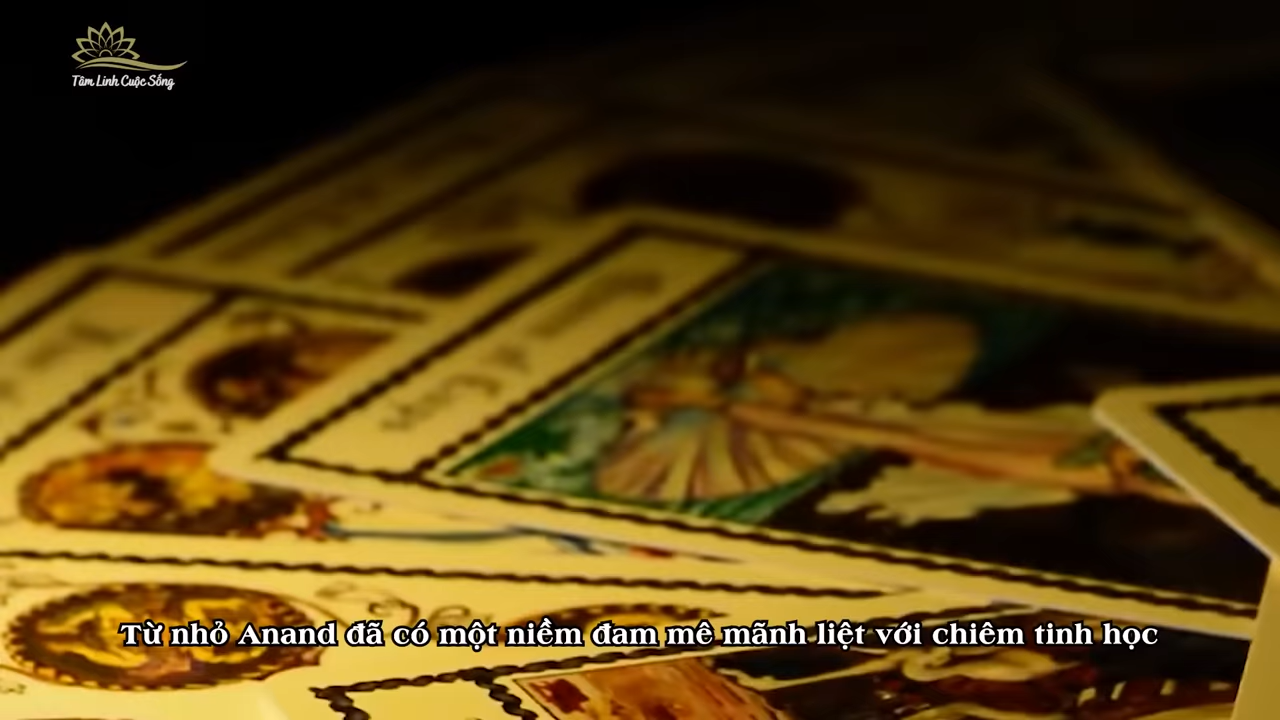 Tâm Linh Cuộc Sống
Từ nhỏ Anand đã có một niềm đam mê mãnh liệt với chiêm tinh học